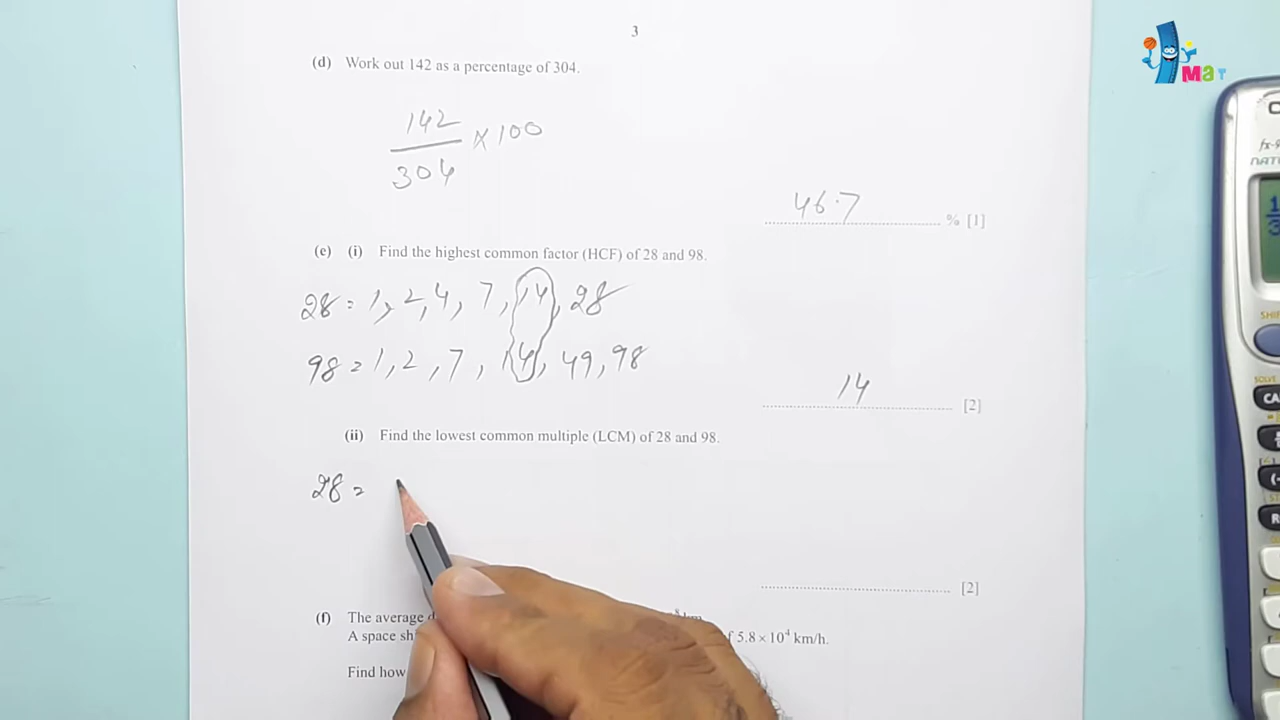 3
MaT
(d) Work out 142 as a percentage of 304.
142
304
× 100
46.7
% [1]
(e) (i) Find the highest common factor (HCF) of 28 and 98.
28 = 1, 2, 4, 7, 14, 28
98 = 1, 2, 7, 14, 49, 98
14
[2]
(ii) Find the lowest common multiple (LCM) of 28 and 98.
28 =
[2]
(f) The average
A space 5.8 × 10⁴ km/h.
Find how
SHIFT